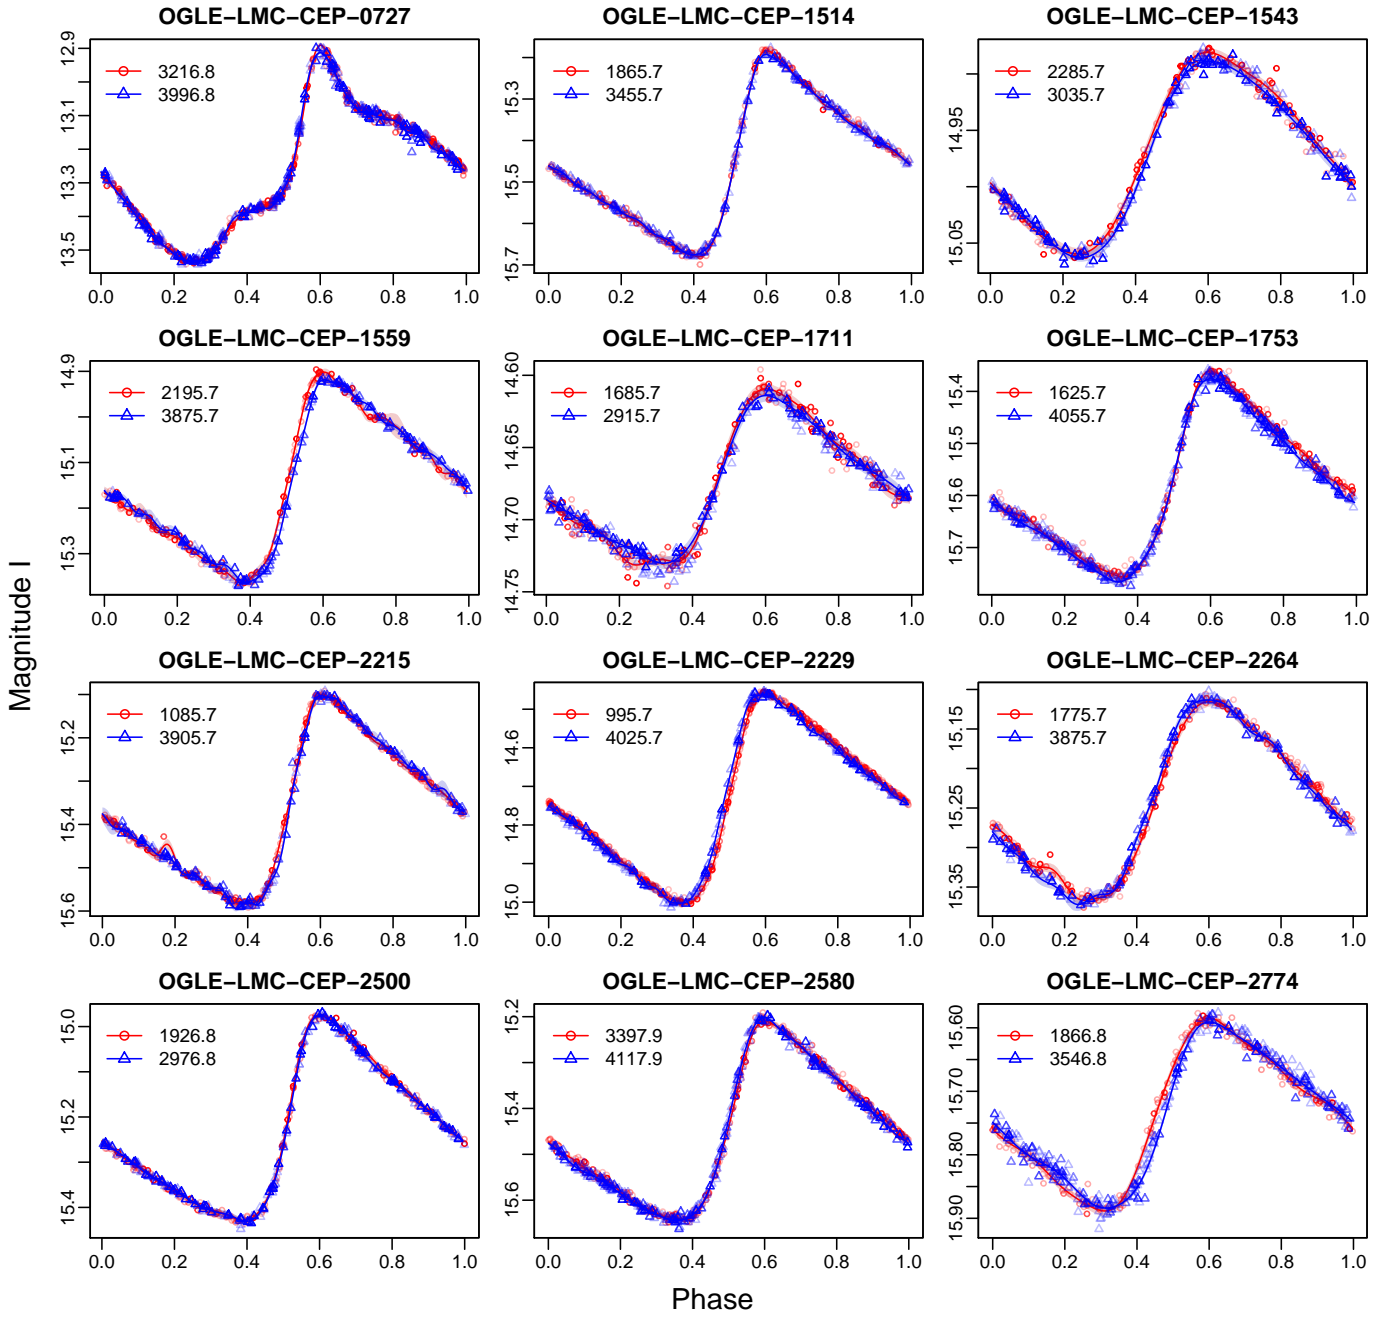 OGLE−LMC−CEP−0727
3216.8
3996.8
12.9
13.1
13.3
13.5
0.0 0.2 0.4 0.6 0.8 1.0
OGLE−LMC−CEP−1514
1865.7
3455.7
15.3
15.5
15.7
0.0 0.2 0.4 0.6 0.8 1.0
OGLE−LMC−CEP−1543
2285.7
3035.7
14.95
15.05
0.0 0.2 0.4 0.6 0.8 1.0
OGLE−LMC−CEP−1559
2195.7
3875.7
14.9
15.1
15.3
0.0 0.2 0.4 0.6 0.8 1.0
OGLE−LMC−CEP−1711
1685.7
2915.7
14.60
14.65
14.70
14.75
0.0 0.2 0.4 0.6 0.8 1.0
OGLE−LMC−CEP−1753
1625.7
4055.7
15.4
15.5
15.6
15.7
0.0 0.2 0.4 0.6 0.8 1.0
Magnitude I
OGLE−LMC−CEP−2215
1085.7
3905.7
15.2
15.4
15.6
0.0 0.2 0.4 0.6 0.8 1.0
OGLE−LMC−CEP−2229
995.7
4025.7
14.6
14.8
15.0
0.0 0.2 0.4 0.6 0.8 1.0
OGLE−LMC−CEP−2264
1775.7
3875.7
15.15
15.25
15.35
0.0 0.2 0.4 0.6 0.8 1.0
OGLE−LMC−CEP−2500
1926.8
2976.8
15.0
15.2
15.4
0.0 0.2 0.4 0.6 0.8 1.0
OGLE−LMC−CEP−2580
3397.9
4117.9
15.2
15.4
15.6
0.0 0.2 0.4 0.6 0.8 1.0
OGLE−LMC−CEP−2774
1866.8
3546.8
15.60
15.70
15.80
15.90
0.0 0.2 0.4 0.6 0.8 1.0
Phase